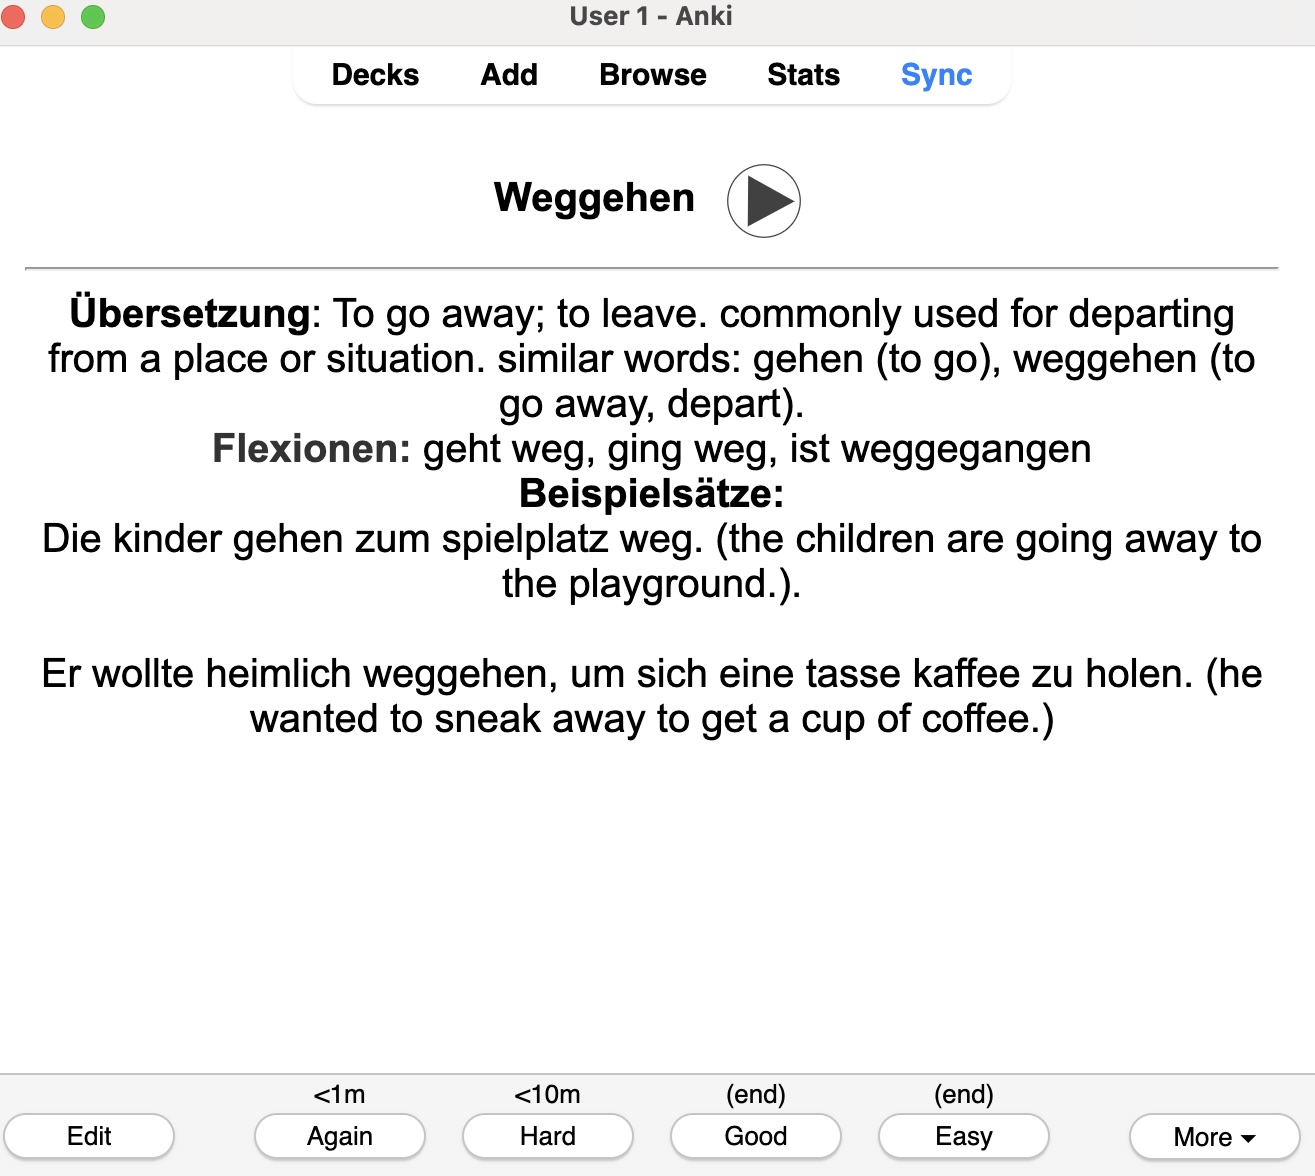 User 1 - Anki
Decks Add Browse Stats Sync
Weggehen
Übersetzung: To go away; to leave. commonly used for departing
from a place or situation. similar words: gehen (to go), weggehen (to
go away, depart).
Flexionen: geht weg, ging weg, ist weggegangen
Beispielsätze:
Die kinder gehen zum spielplatz weg. (the children are going away to
the playground.).
Er wollte heimlich weggehen, um sich eine tasse kaffee zu holen. (he
wanted to sneak away to get a cup of coffee.)
<1m <10m (end) (end)
Edit Again Hard Good Easy More